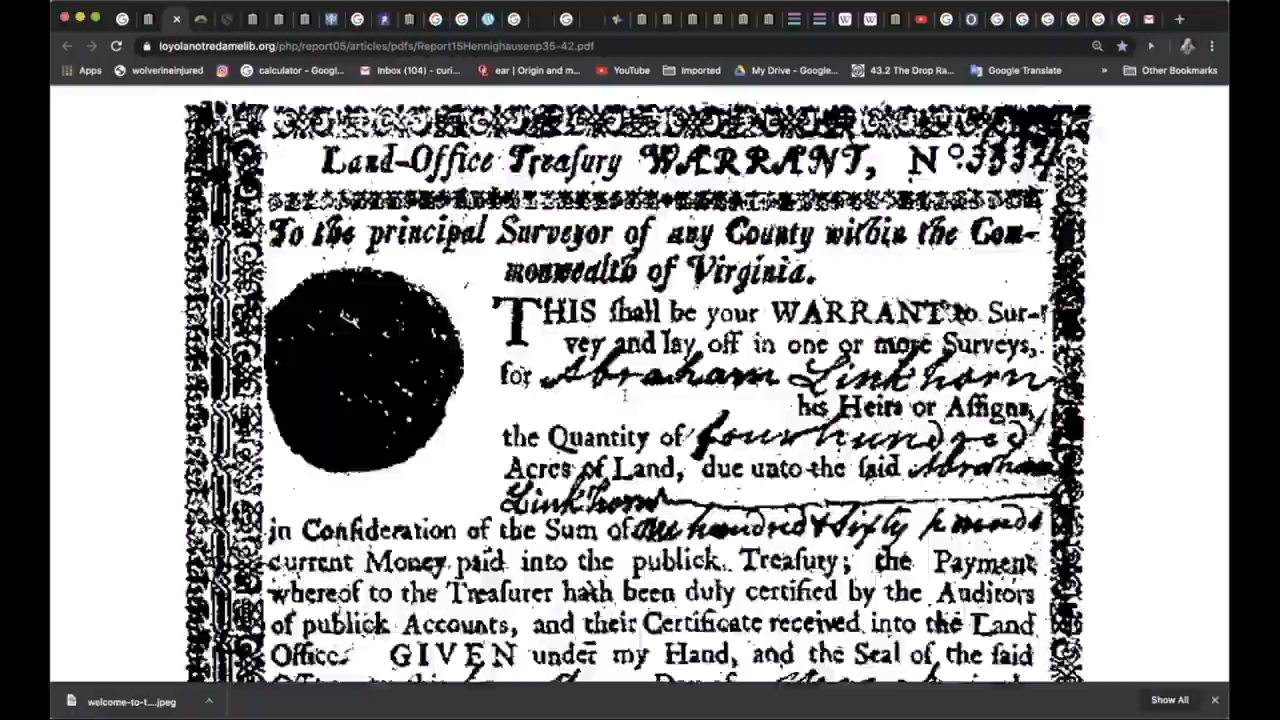 loyolanotredamelib.org/php/report05/articles/pdfs/Report15Hennighausenp35-42.pdf
Apps wolverineinjured calculator - Googl... Inbox (104) - curi... ear | Origin and m... YouTube Imported My Drive - Google... 43.2 The Drop Ra... Google Translate » Other Bookmarks
Land-Office Treaſury WARRANT, No. 3334
To the principal Surveyor of any County within the Com-
monwealth of Virginia.
THIS ſhall be your WARRANT to Sur-
vey and lay off in one or more Surveys,
for Abraham Linkhorn
his Heirs or Aſſigns,
the Quantity of four hundred
Acres of Land, due unto the ſaid Abraham
Linkhorn
in Conſideration of the Sum of one hundred & sixty pounds
current Money paid into the publick Treaſury; the Payment
whereof to the Treaſurer hath been duly certified by the Auditors
of publick Accounts, and their Certificate received into the Land
Office. GIVEN under my Hand, and the Seal of the ſaid
welcome-to-t....jpeg
Show All